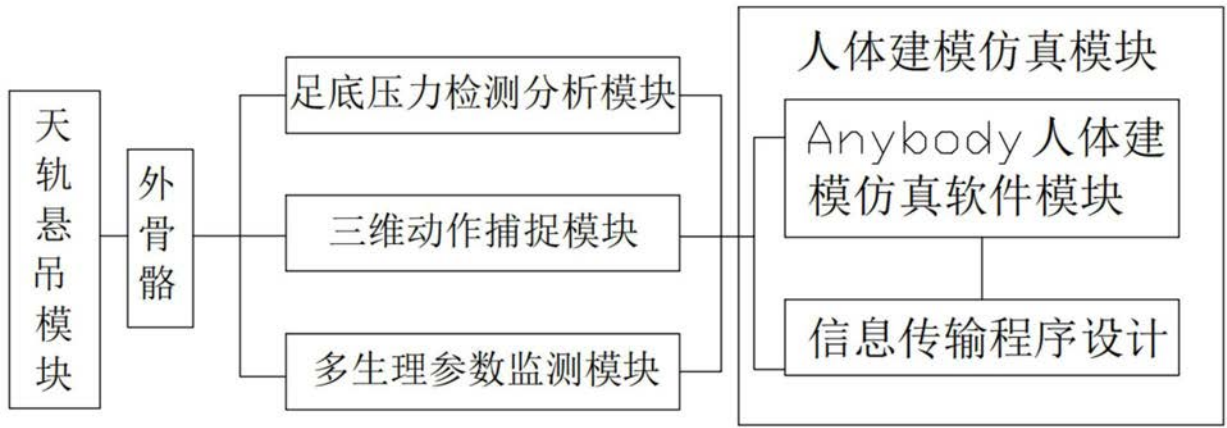 天轨悬吊模块
外骨骼
足底压力检测分析模块
三维动作捕捉模块
多生理参数监测模块
人体建模仿真模块
Anybody人体建
模仿真软件模块
信息传输程序设计